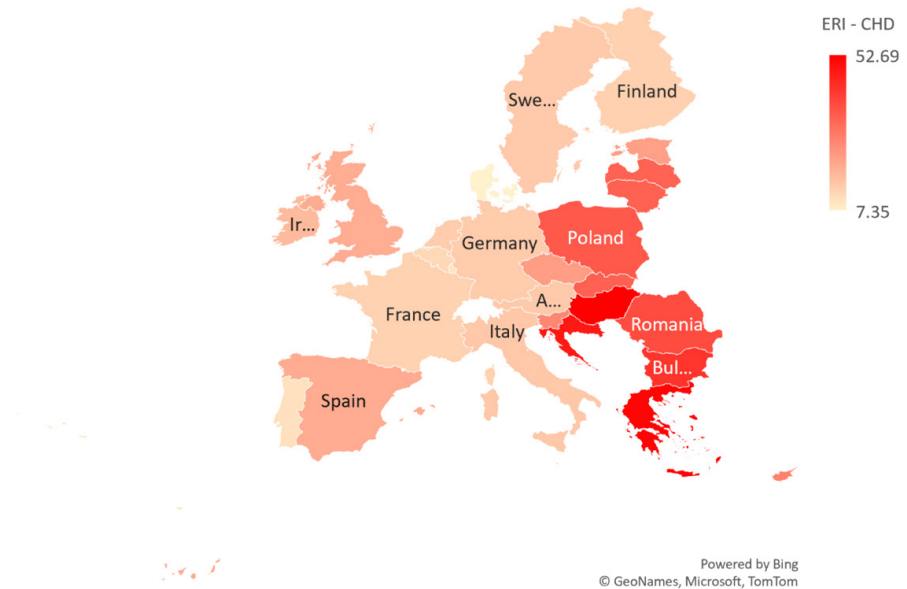 ERI - CHD
52.69
7.35
Finland
Swe...
Ir...
Germany
Poland
A...
France
Italy
Romania
Bul...
Spain
Powered by Bing
© GeoNames, Microsoft, TomTom